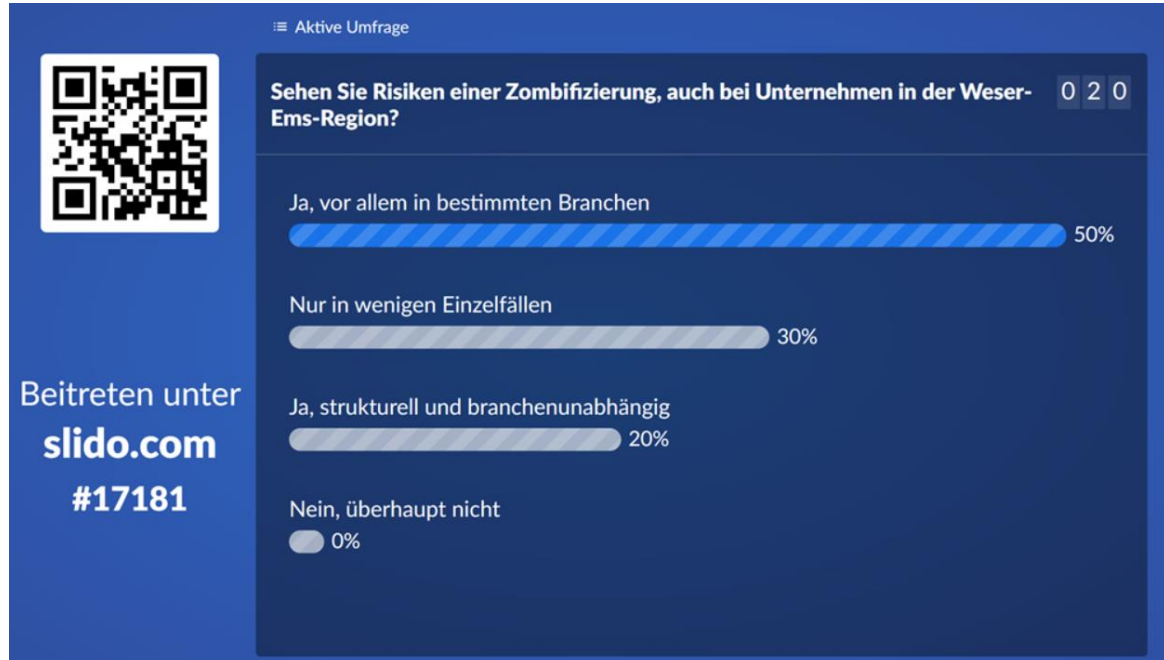 Aktive Umfrage
Sehen Sie Risiken einer Zombifizierung, auch bei Unternehmen in der Weser-
Ems-Region?
0 2 0
Ja, vor allem in bestimmten Branchen
50%
Nur in wenigen Einzelfällen
30%
Ja, strukturell und branchenunabhängig
20%
Nein, überhaupt nicht
0%
Beitreten unter
slido.com
#17181